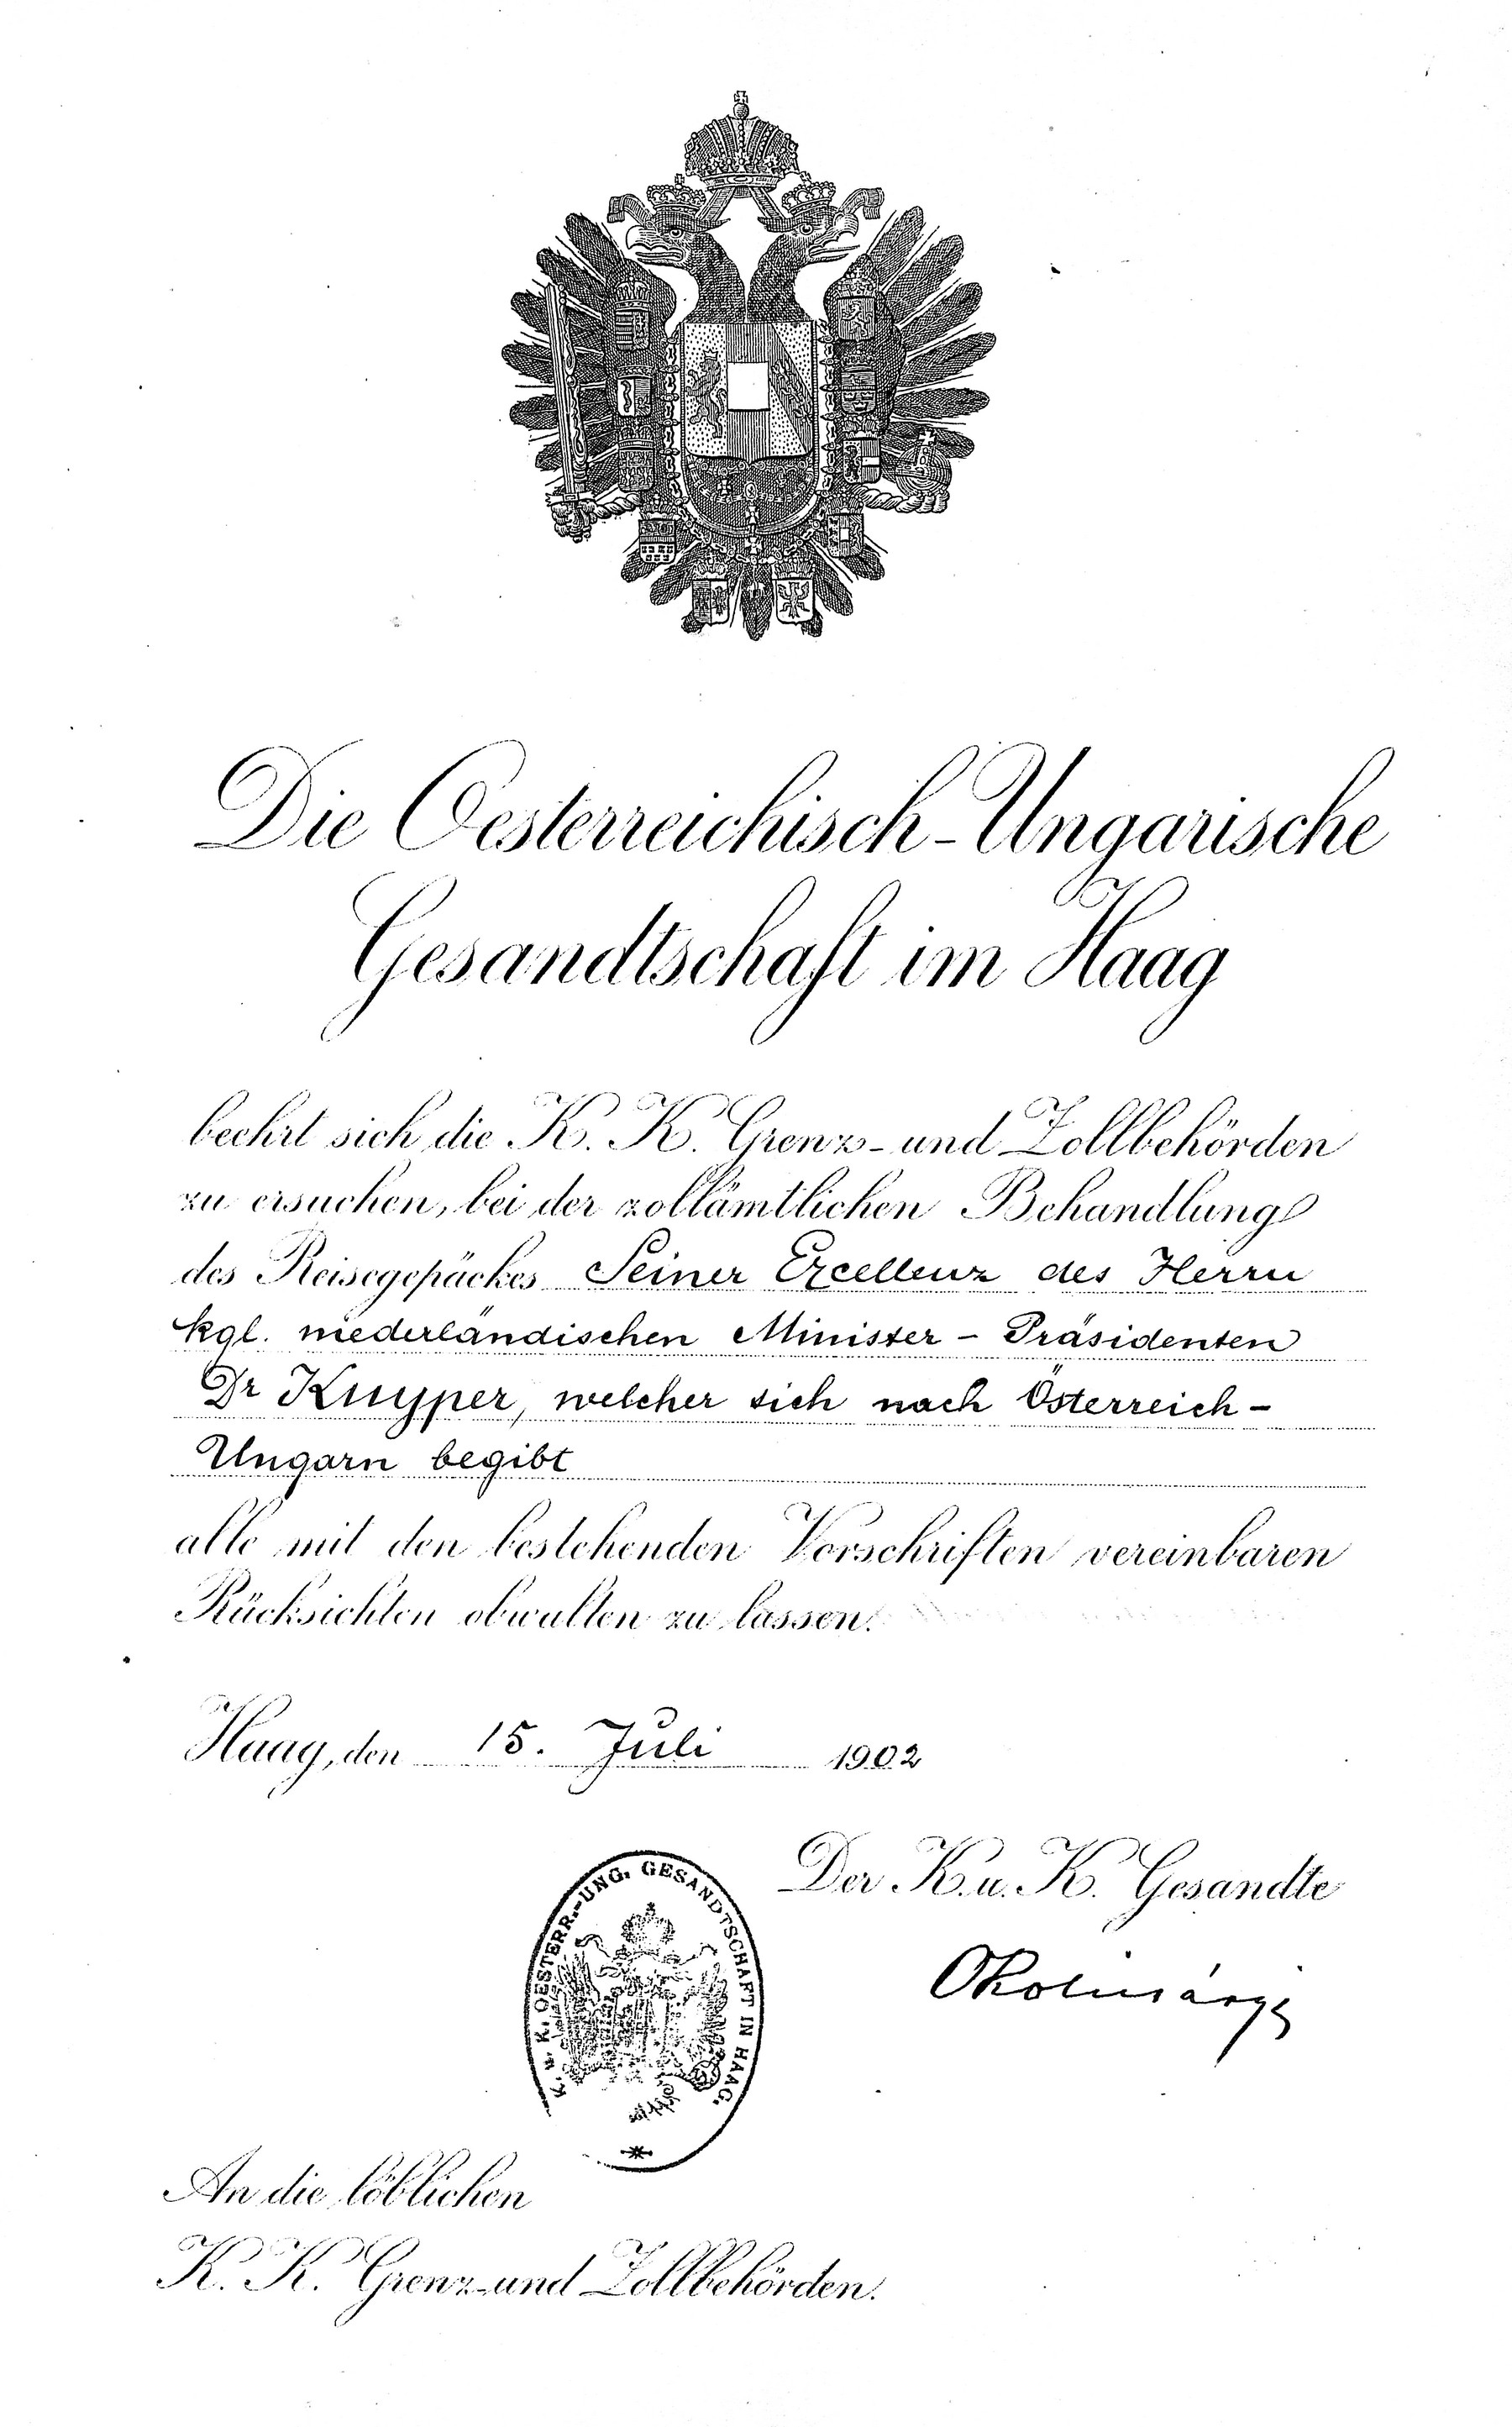 Die Oesterreichisch-Ungarische
Gesandtschaft im Haag
beehrt sich die K. K. Grenz- und Zollbehörden
zu ersuchen, bei der zollämtlichen Behandlung
des Reisegepäckes Seiner Excellenz des Herrn
kgl. niederländischen Minister - Präsidenten
Dr Kuyper, welcher sich nach Österreich-
Ungarn begibt
alle mit den bestehenden Vorschriften vereinbaren
Rücksichten obwalten zu lassen.
Haag, den 15. Juli 1902
Der K. u. K. Gesandte
K. u. K. OESTERR.-UNG. GESANDTSCHAFT IN HAAG.
An die löblichen
K. K. Grenz und Zollbehörden.